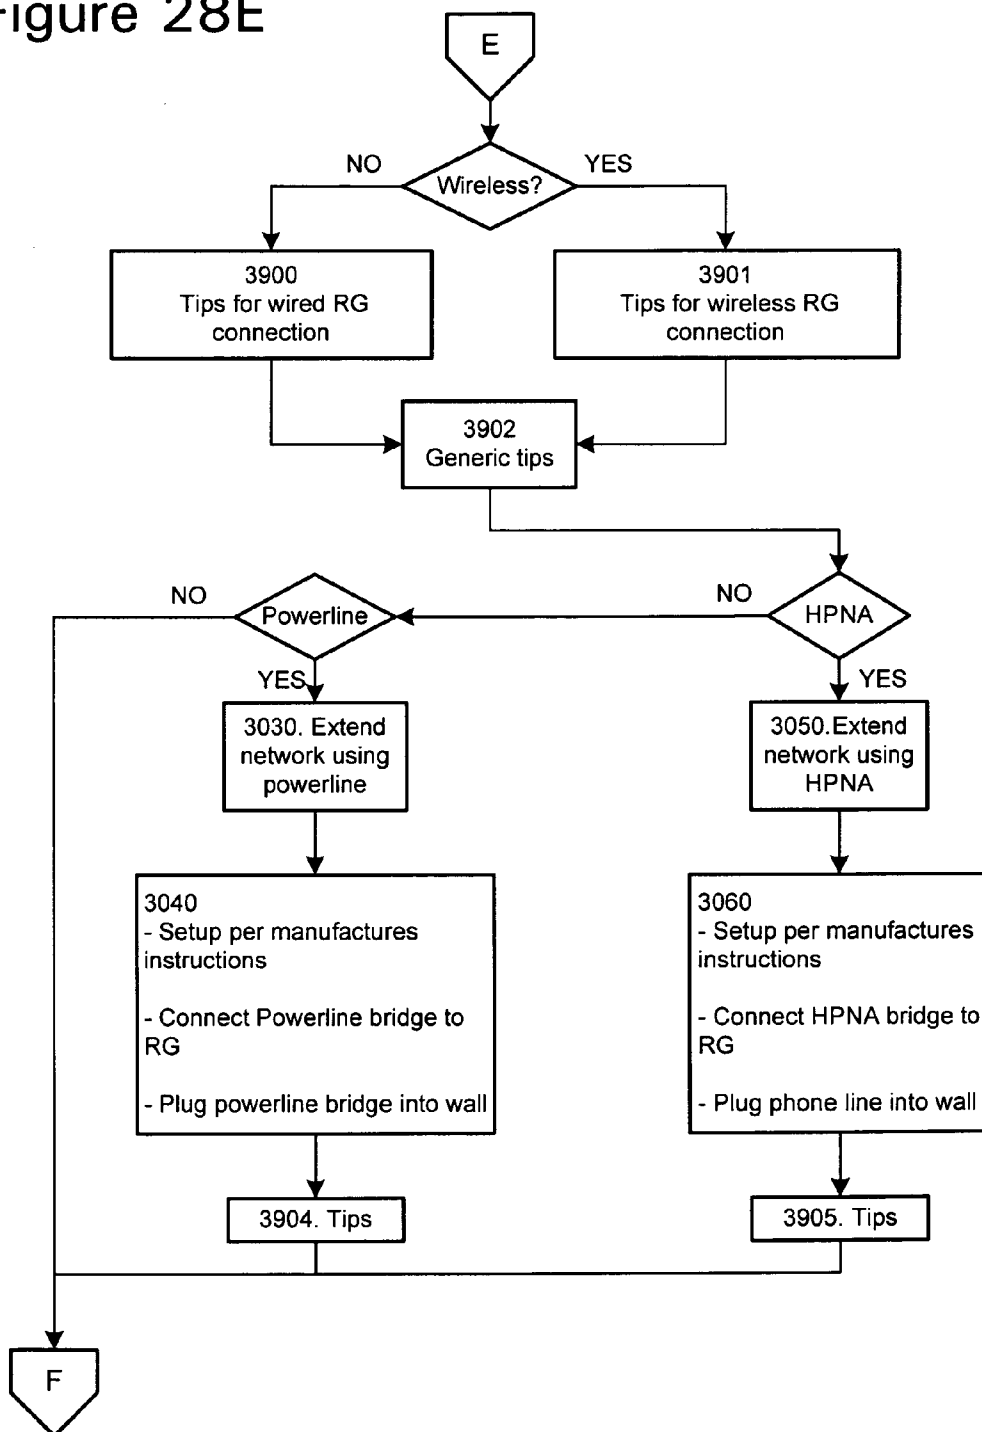 Figure 28E
E
Wireless?
NO
YES
3900
Tips for wired RG
connection
3901
Tips for wireless RG
connection
3902
Generic tips
NO
Powerline
NO
HPNA
YES
YES
3030. Extend
network using
powerline
3050.Extend
network using
HPNA
3040
- Setup per manufactures
instructions
- Connect Powerline bridge to
RG
- Plug powerline bridge into wall
3060
- Setup per manufactures
instructions
- Connect HPNA bridge to
RG
- Plug phone line into wall
3904. Tips
3905. Tips
F